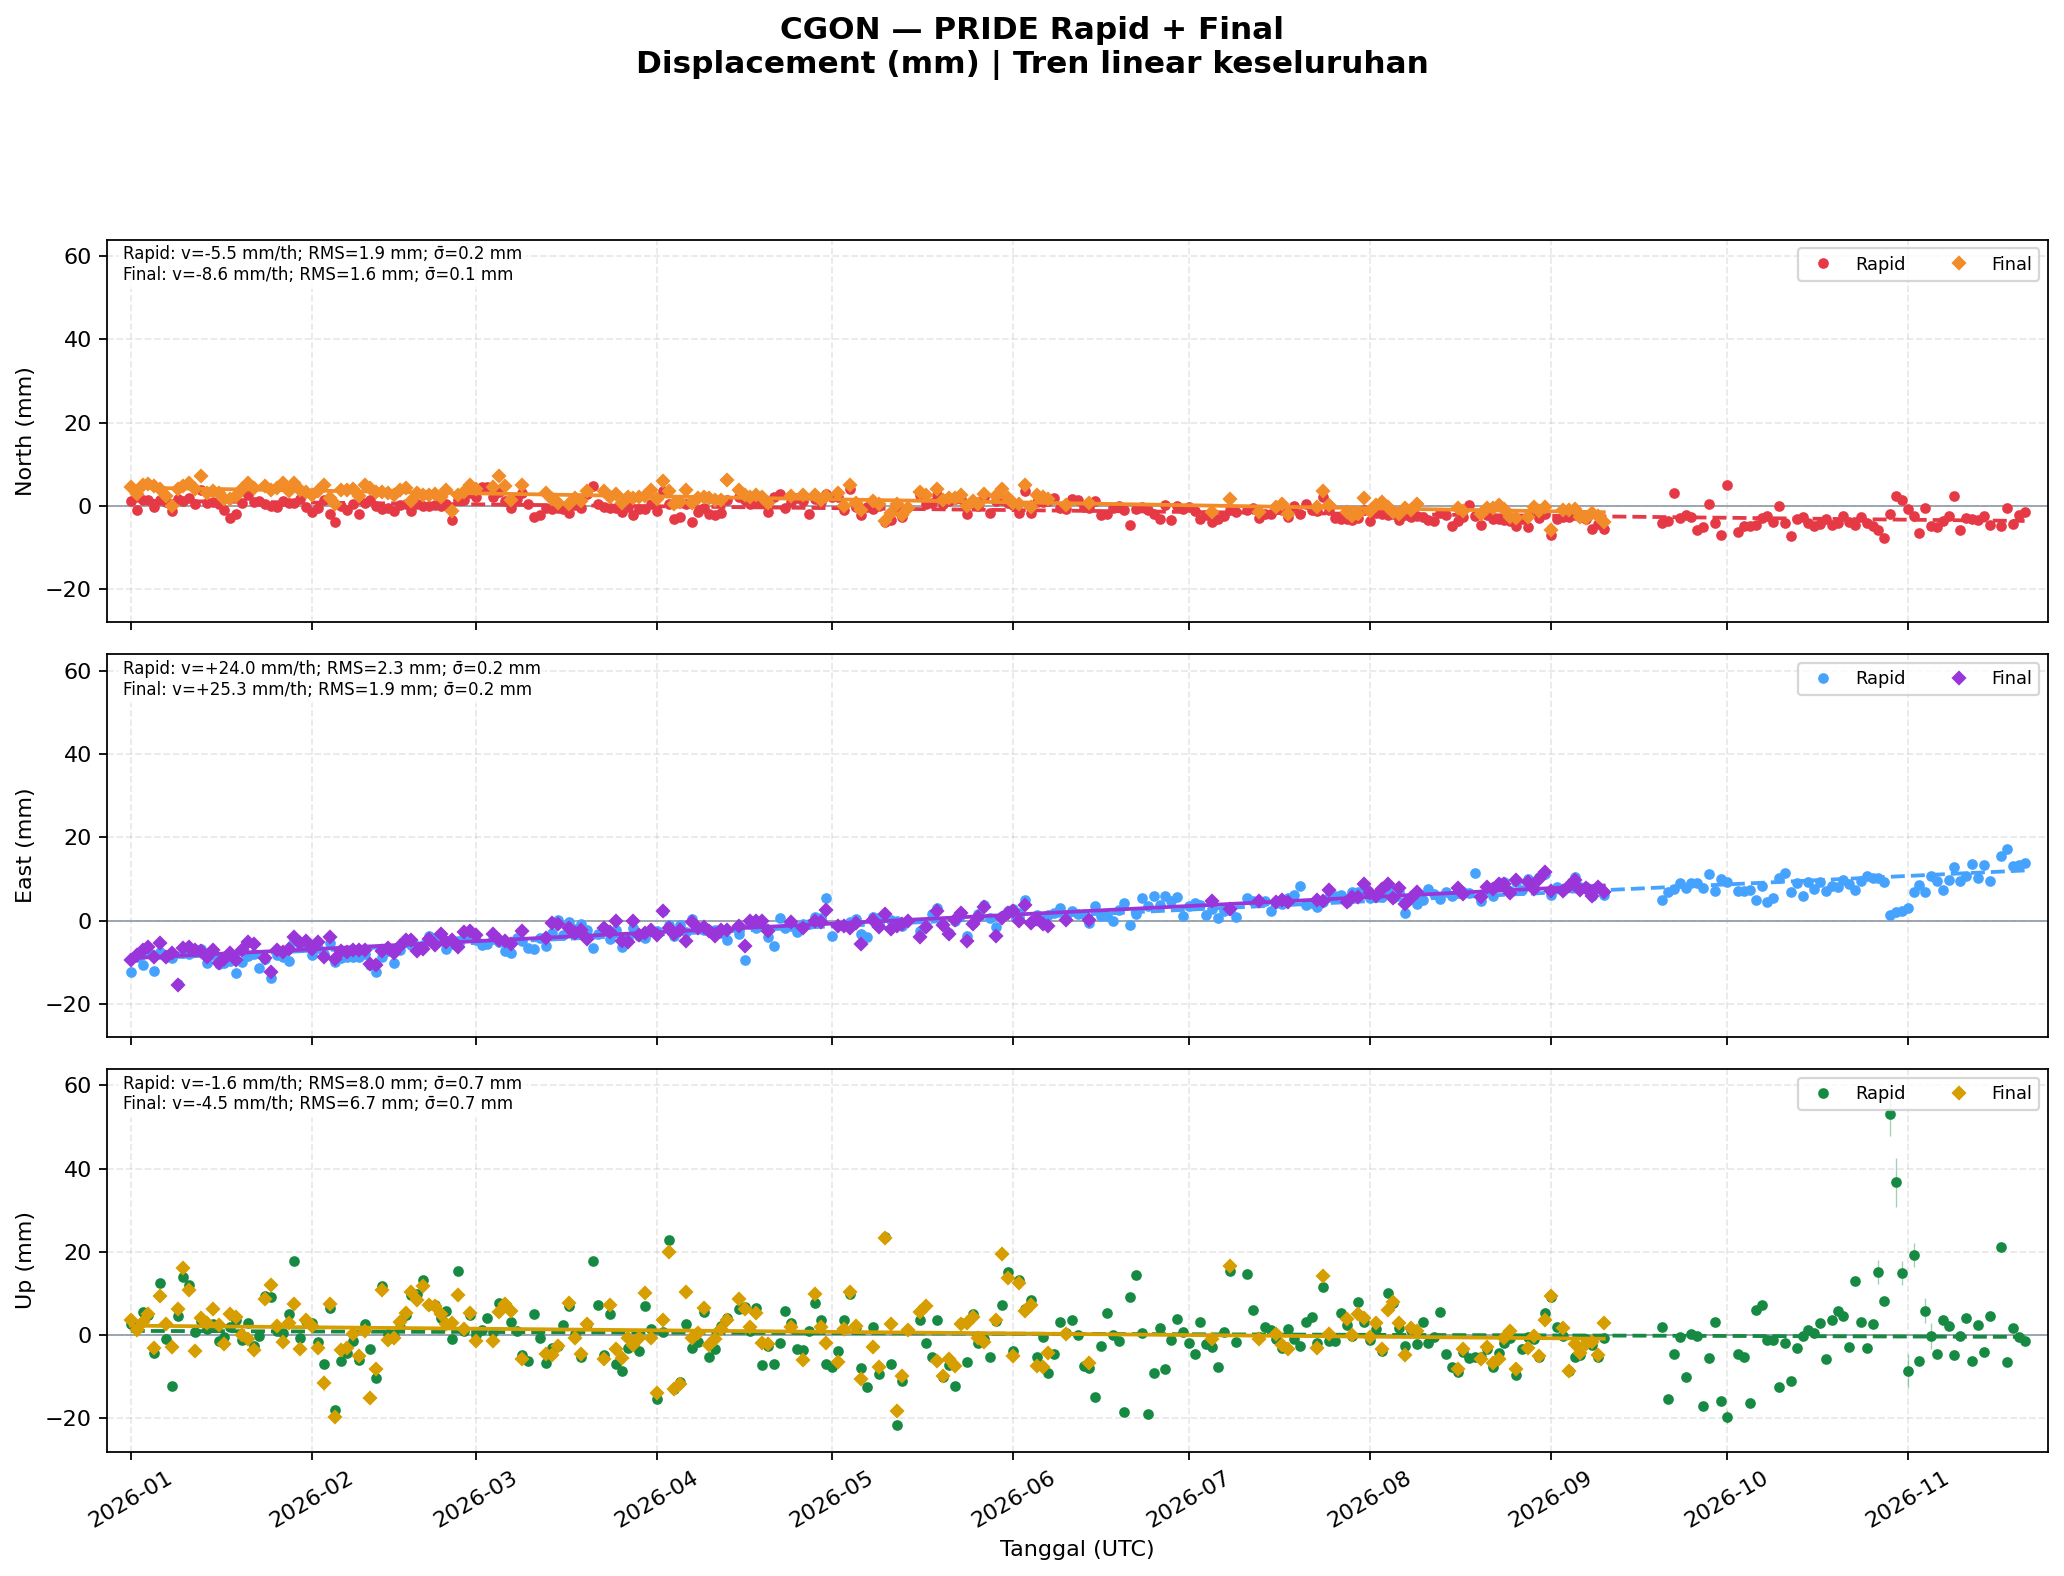 CGON — PRIDE Rapid + Final
Displacement (mm) | Tren linear keseluruhan
Rapid: v=-5.5 mm/th; RMS=1.9 mm; σ̄=0.2 mm
Final: v=-8.6 mm/th; RMS=1.6 mm; σ̄=0.1 mm
Rapid Final
North (mm)
60
40
20
0
−20
Rapid: v=+24.0 mm/th; RMS=2.3 mm; σ̄=0.2 mm
Final: v=+25.3 mm/th; RMS=1.9 mm; σ̄=0.2 mm
Rapid Final
East (mm)
60
40
20
0
−20
Rapid: v=-1.6 mm/th; RMS=8.0 mm; σ̄=0.7 mm
Final: v=-4.5 mm/th; RMS=6.7 mm; σ̄=0.7 mm
Rapid Final
Up (mm)
60
40
20
0
−20
2026-01 2026-02 2026-03 2026-04 2026-05 2026-06 2026-07 2026-08 2026-09 2026-10 2026-11
Tanggal (UTC)